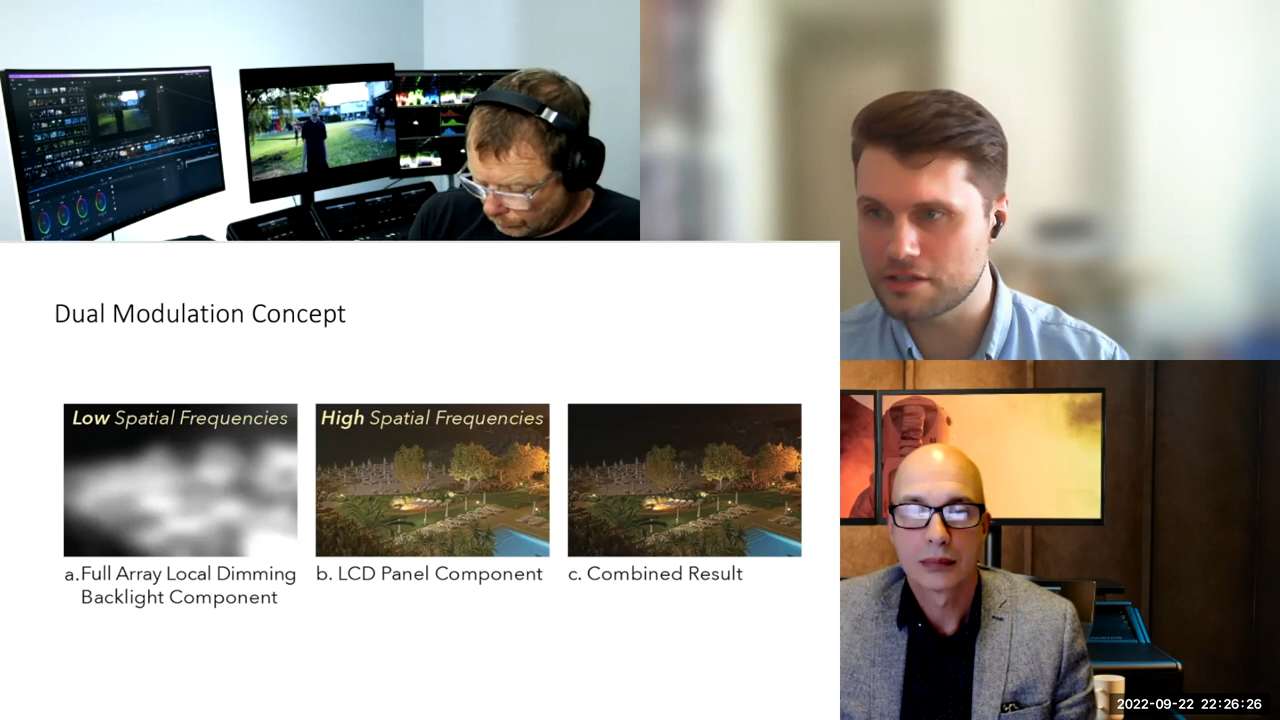 Dual Modulation Concept
Low Spatial Frequencies
High Spatial Frequencies
a.Full Array Local Dimming
Backlight Component
b. LCD Panel Component
c. Combined Result
2022-09-22 22:26:26